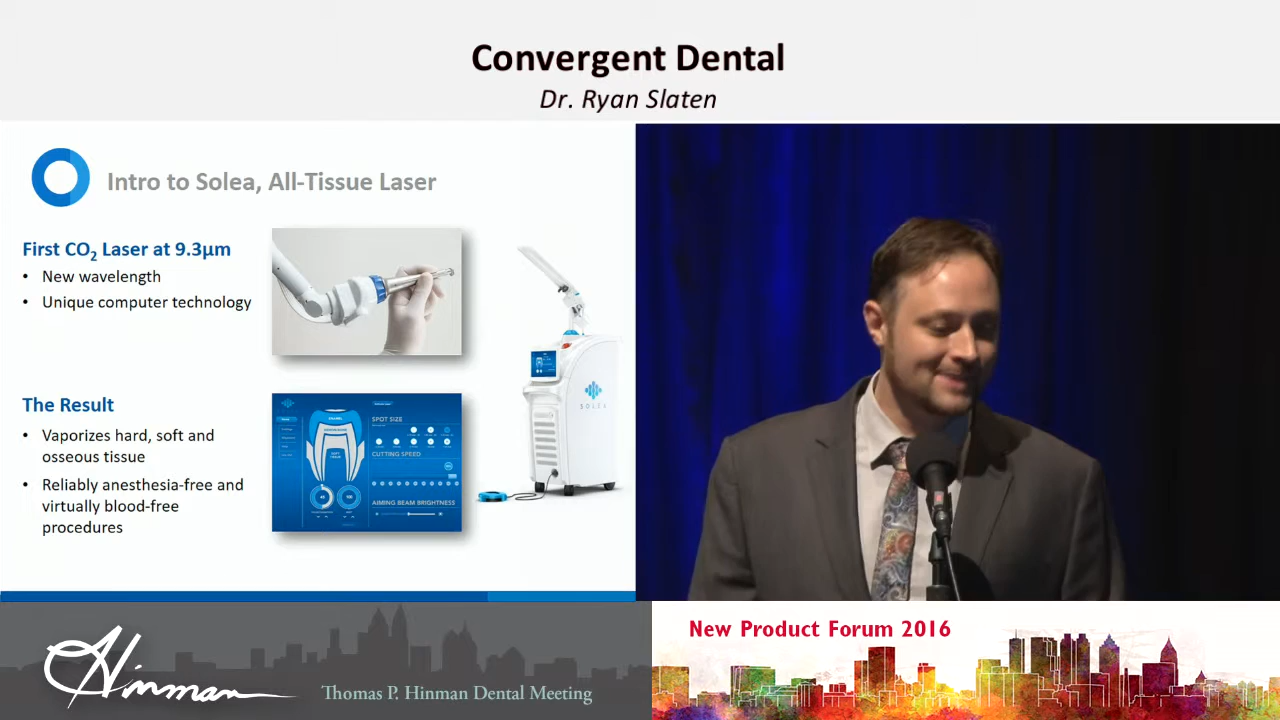 Convergent Dental
Dr. Ryan Slaten
Intro to Solea, All-Tissue Laser
First CO2 Laser at 9.3µm
• New wavelength
• Unique computer technology
The Result
• Vaporizes hard, soft and
osseous tissue
• Reliably anesthesia-free and
virtually blood-free
procedures
ENAMEL
SPOT SIZE
CUTTING SPEED
AIMING BEAM BRIGHTNESS
SOLEA
Hinman
Thomas P. Hinman Dental Meeting
New Product Forum 2016